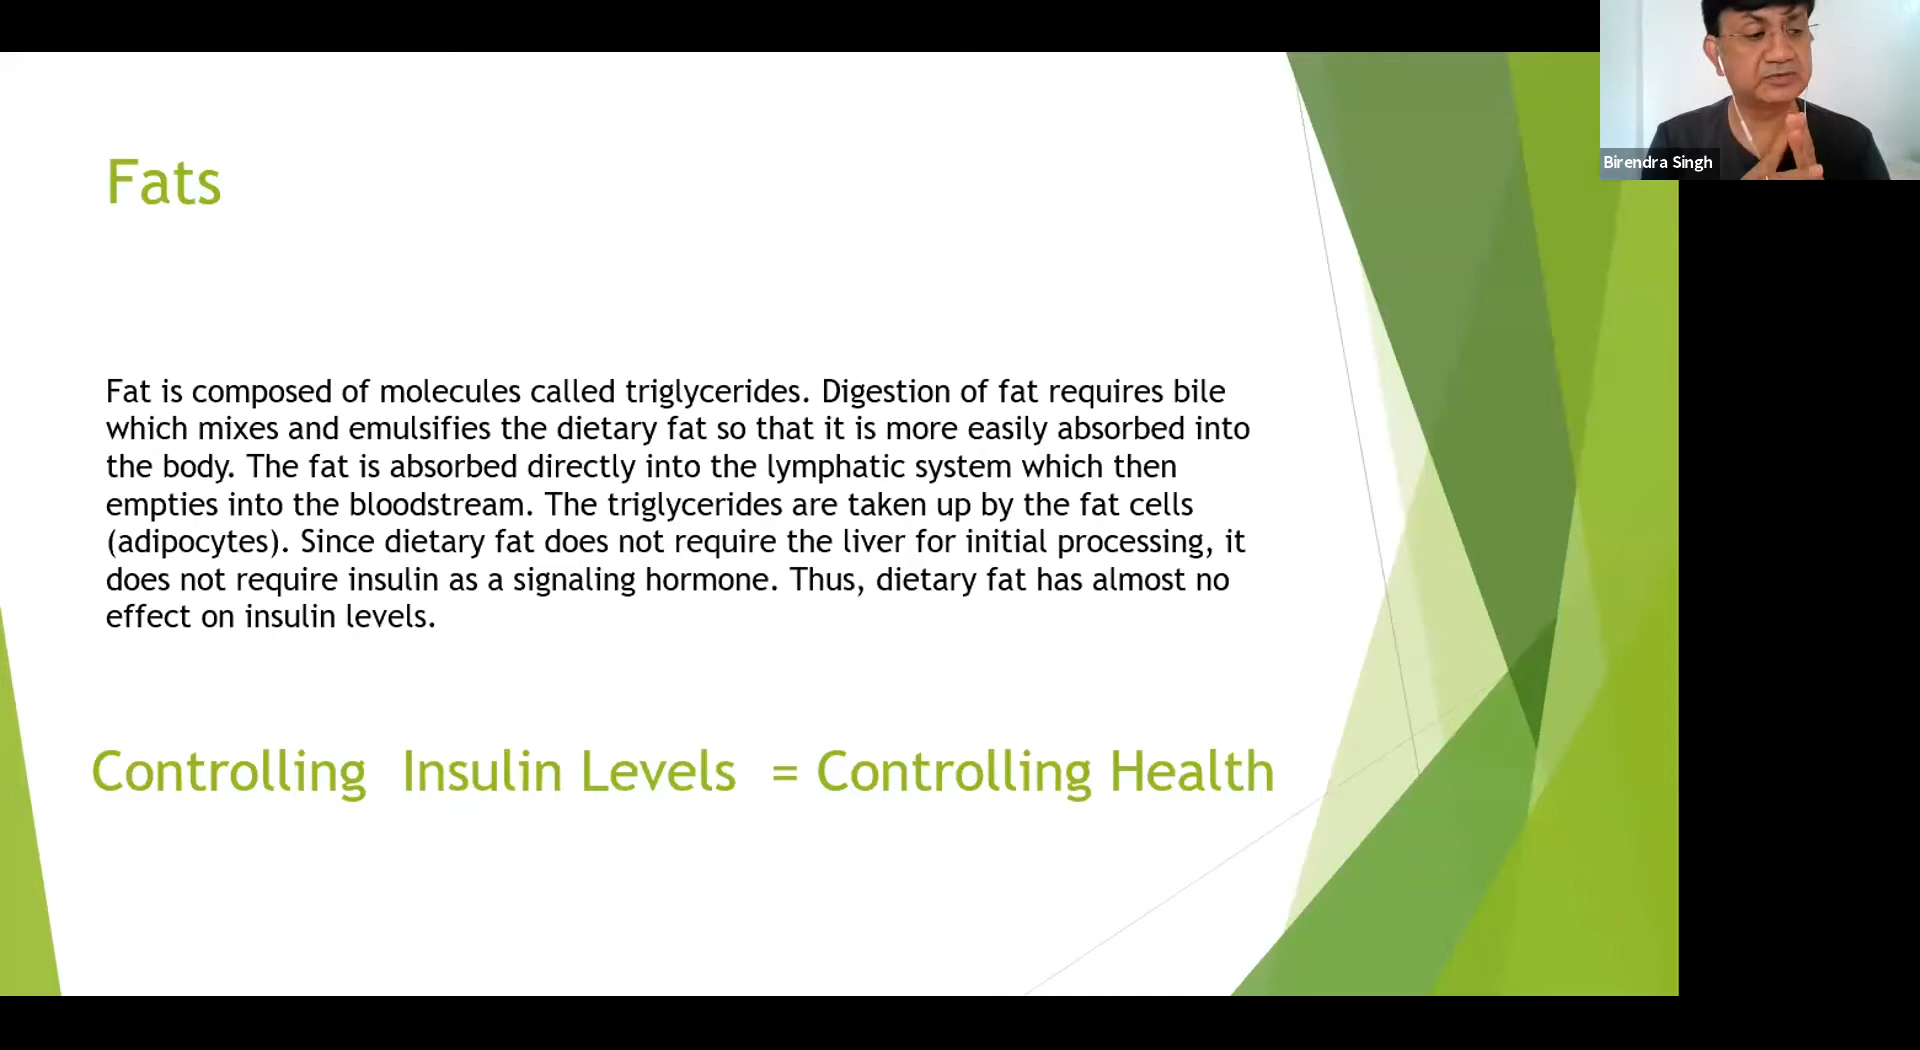 Birendra Singh
Fats
Fat is composed of molecules called triglycerides. Digestion of fat requires bile
which mixes and emulsifies the dietary fat so that it is more easily absorbed into
the body. The fat is absorbed directly into the lymphatic system which then
empties into the bloodstream. The triglycerides are taken up by the fat cells
(adipocytes). Since dietary fat does not require the liver for initial processing, it
does not require insulin as a signaling hormone. Thus, dietary fat has almost no
effect on insulin levels.
Controlling  Insulin Levels  = Controlling Health